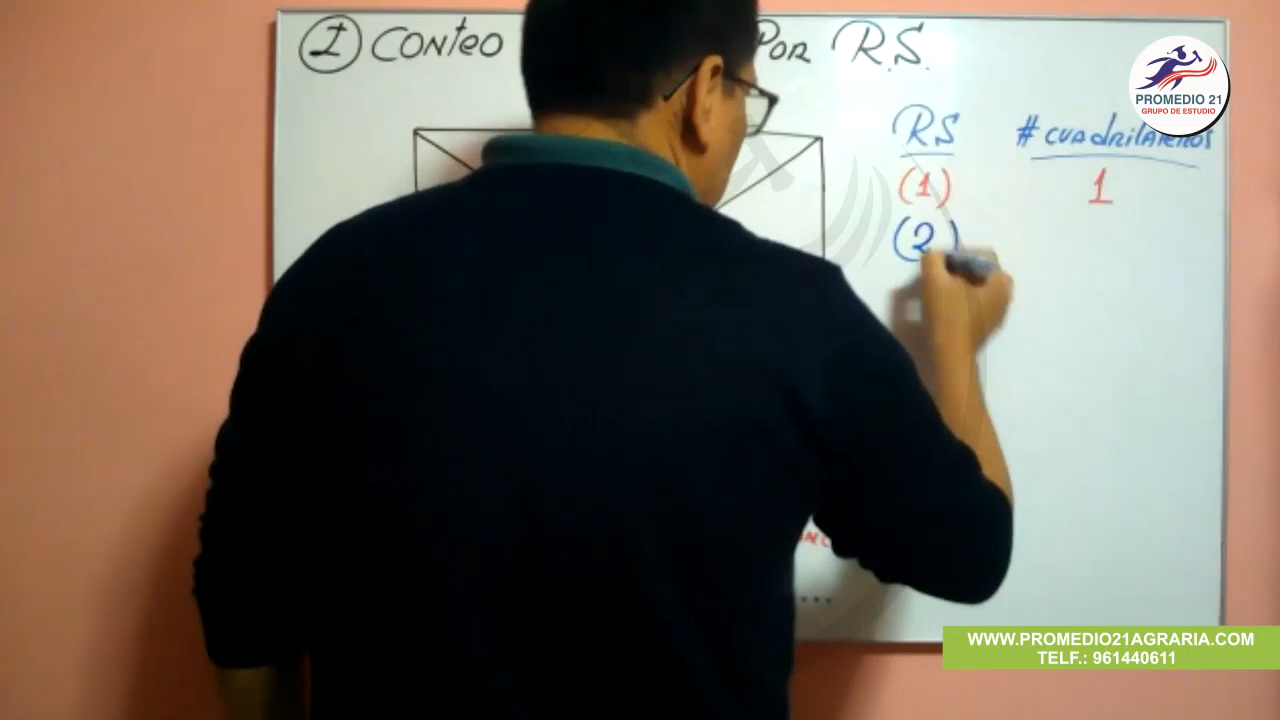 I CONTEO POR R.S.
PROMEDIO 21
GRUPO DE ESTUDIO
RS # CUADRILÁTEROS
(1) 1
(2)
WWW.PROMEDIO21AGRARIA.COM
TELF.: 961440611